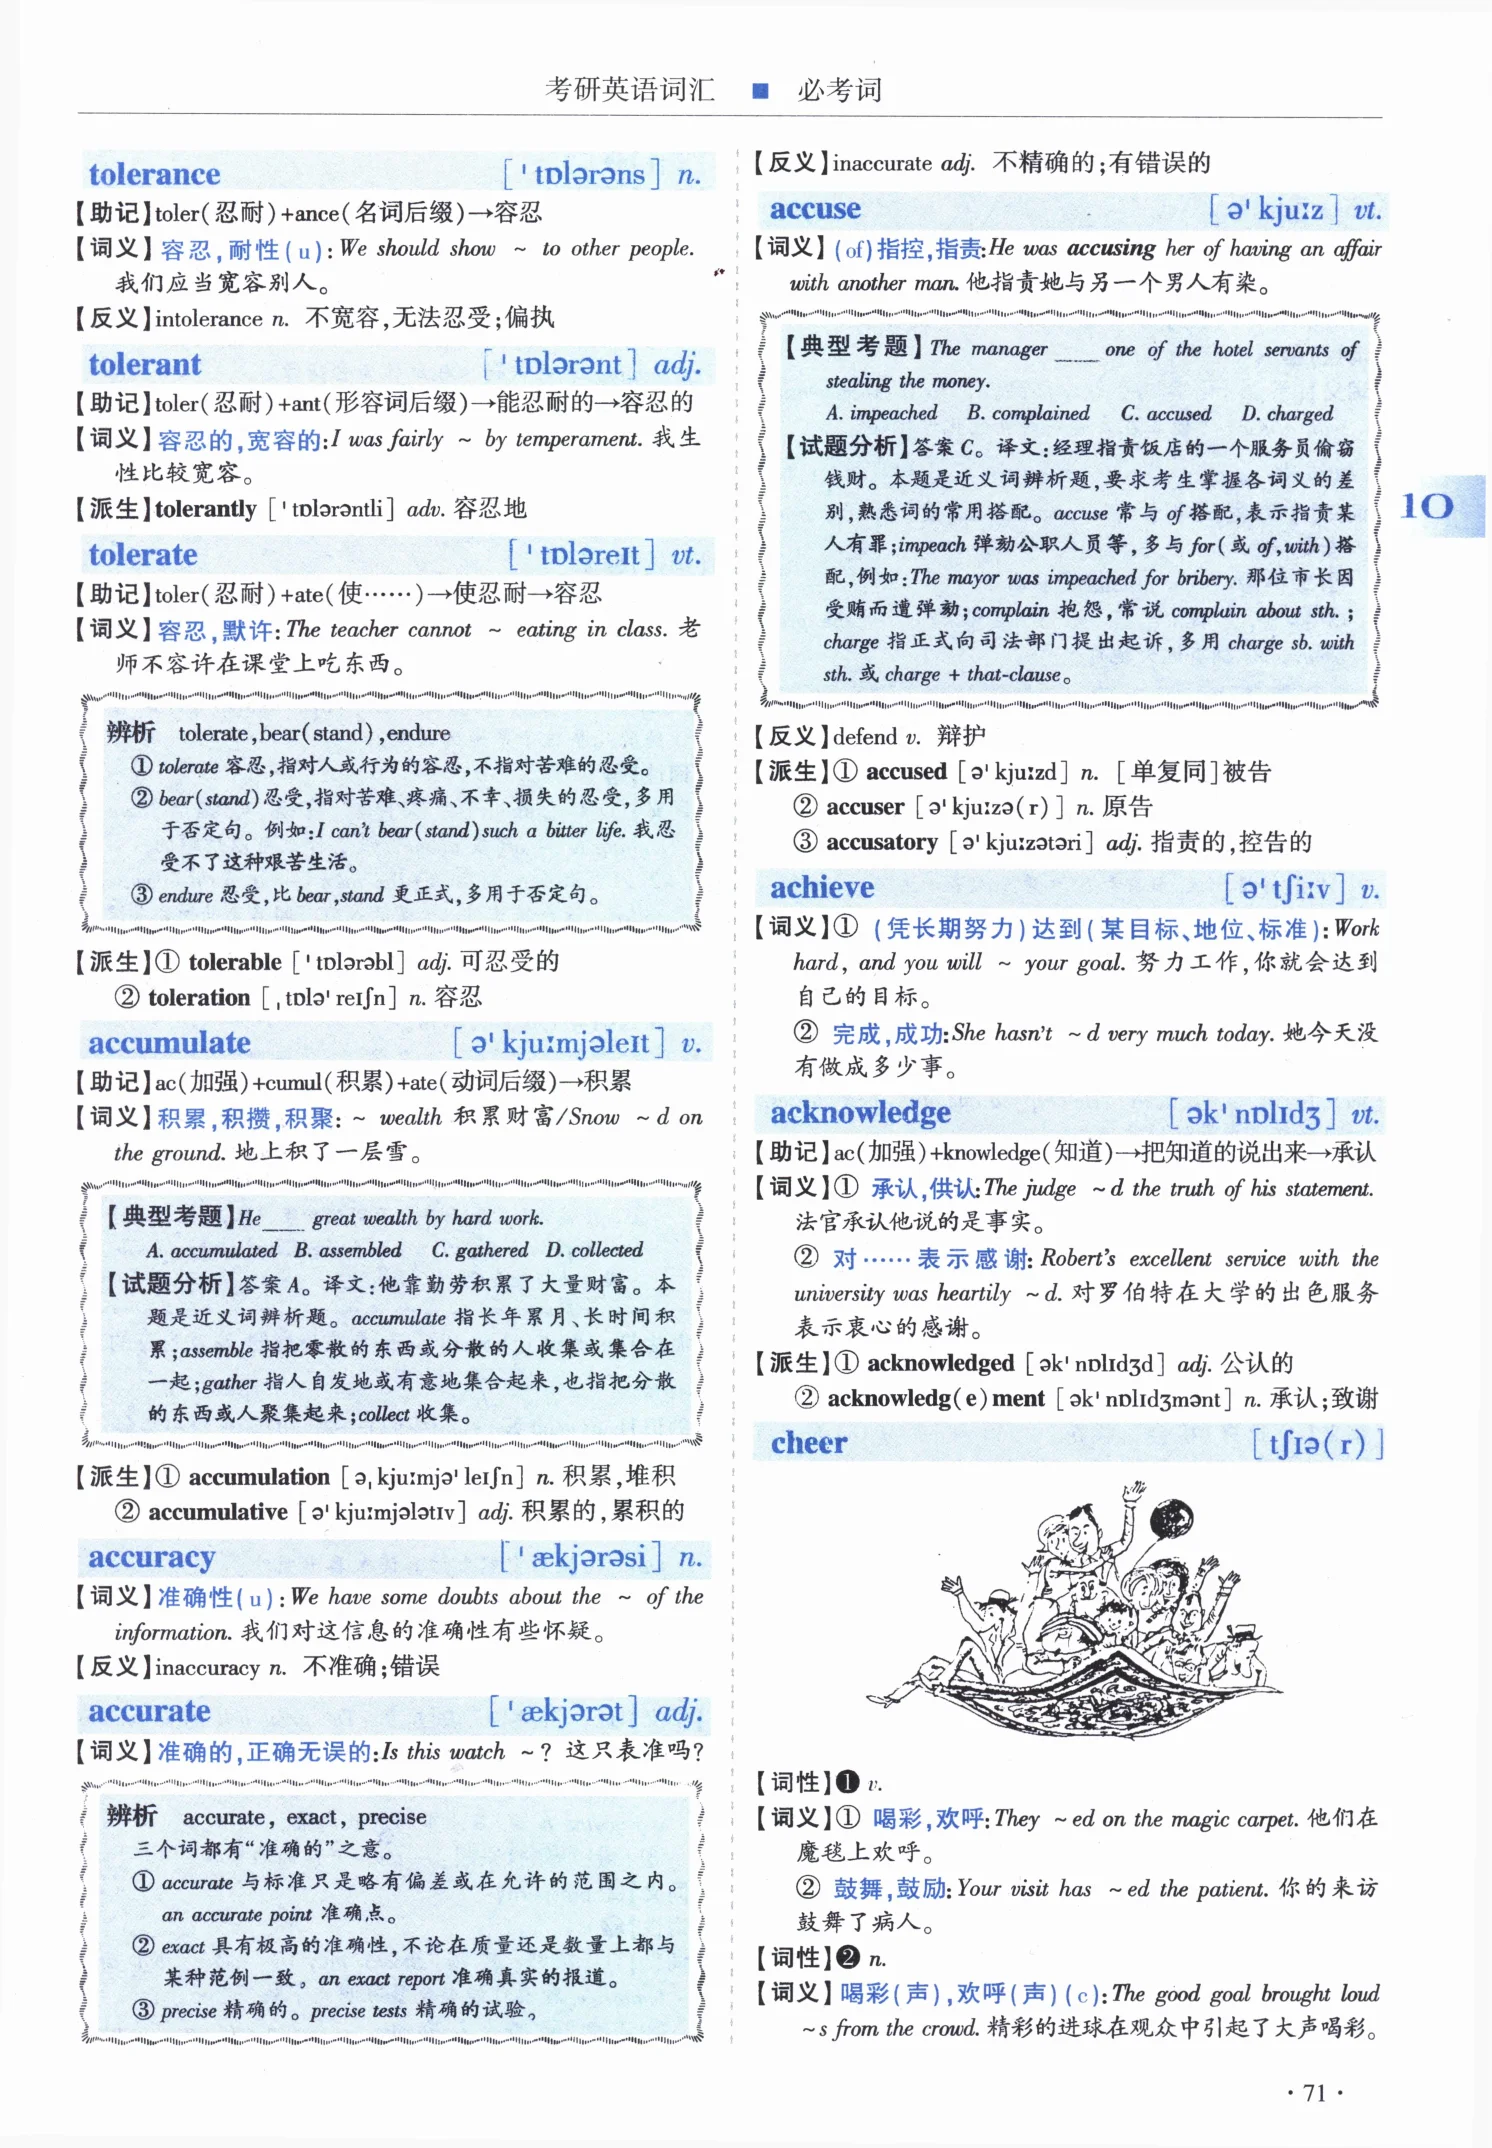 考研英语词汇 ■ 必考词
tolerance [ˈtɒlərəns] n.
【助记】toler(忍耐)+ance(名词后缀)→容忍
【词义】容忍,耐性(u):We should show ~ to other people.
我们应当宽容别人。
【反义】intolerance n. 不宽容,无法忍受;偏执
tolerant [ˈtɒlərənt] adj.
【助记】toler(忍耐)+ant(形容词后缀)→能忍耐的→容忍的
【词义】容忍的,宽容的:I was fairly ~ by temperament. 我生
性比较宽容。
【派生】tolerantly [ˈtɒlərəntli] adv. 容忍地
tolerate [ˈtɒləreɪt] vt.
【助记】toler(忍耐)+ate(使……)→使忍耐→容忍
【词义】容忍,默许:The teacher cannot ~ eating in class. 老
师不容许在课堂上吃东西。
辨析 tolerate,bear(stand),endure
① tolerate 容忍,指对人或行为的容忍,不指对苦难的忍受。
② bear(stand)忍受,指对苦难、疼痛、不幸、损失的忍受,多用
于否定句。例如:I can't bear(stand)such a bitter life. 我忍
受不了这种艰苦生活。
③ endure 忍受,比 bear,stand 更正式,多用于否定句。
【派生】① tolerable [ˈtɒlərəbl] adj. 可忍受的
② toleration [ˌtɒləˈreɪʃn] n. 容忍
accumulate [əˈkjuːmjəleɪt] v.
【助记】ac(加强)+cumul(积累)+ate(动词后缀)→积累
【词义】积累,积攒,积聚: ~ wealth 积累财富/Snow ~d on
the ground. 地上积了一层雪。
【典型考题】He____ great wealth by hard work.
A. accumulated B. assembled C. gathered D. collected
【试题分析】答案 A。译文:他靠勤劳积累了大量财富。本
题是近义词辨析题。accumulate 指长年累月、长时间积
累;assemble 指把零散的东西或分散的人收集或集合在
一起;gather 指人自发地或有意地集合起来,也指把分散
的东西或人聚集起来;collect 收集。
【派生】① accumulation [əˌkjuːmjəˈleɪʃn] n. 积累,堆积
② accumulative [əˈkjuːmjələtɪv] adj. 积累的,累积的
accuracy [ˈækjərəsi] n.
【词义】准确性(u):We have some doubts about the ~ of the
information. 我们对这信息的准确性有些怀疑。
【反义】inaccuracy n. 不准确;错误
accurate [ˈækjərət] adj.
【词义】准确的,正确无误的:Is this watch ~? 这只表准吗?
辨析 accurate, exact, precise
三个词都有“准确的”之意。
① accurate 与标准只是略有偏差或在允许的范围之内。
an accurate point 准确点。
② exact 具有极高的准确性,不论在质量还是数量上都与
某种范例一致。an exact report 准确真实的报道。
③ precise 精确的。precise tests 精确的试验。
【反义】inaccurate adj. 不精确的;有错误的
accuse [əˈkjuːz] vt.
【词义】(of)指控,指责:He was accusing her of having an affair
with another man. 他指责她与另一个男人有染。
【典型考题】The manager ____ one of the hotel servants of
stealing the money.
A. impeached B. complained C. accused D. charged
【试题分析】答案 C。译文:经理指责饭店的一个服务员偷窃
钱财。本题是近义词辨析题,要求考生掌握各词义的差
别,熟悉词的常用搭配。accuse 常与 of 搭配,表示指责某
人有罪;impeach 弹劾公职人员等,多与 for(或 of,with)搭
配,例如:The mayor was impeached for bribery. 那位市长因
受贿而遭弹劾;complain 抱怨,常说 complain about sth. ;
charge 指正式向司法部门提出起诉,多用 charge sb. with
sth. 或 charge + that-clause。
【反义】defend v. 辩护
【派生】① accused [əˈkjuːzd] n. [单复同]被告
② accuser [əˈkjuːzə(r)] n. 原告
③ accusatory [əˈkjuːzətəri] adj. 指责的,控告的
achieve [əˈtʃiːv] v.
【词义】① (凭长期努力)达到(某目标、地位、标准):Work
hard, and you will ~ your goal. 努力工作,你就会达到
自己的目标。
② 完成,成功:She hasn't ~d very much today. 她今天没
有做成多少事。
acknowledge [əkˈnɒlɪdʒ] vt.
【助记】ac(加强)+knowledge(知道)→把知道的说出来→承认
【词义】① 承认,供认:The judge ~d the truth of his statement.
法官承认他说的是事实。
② 对……表示感谢: Robert's excellent service with the
university was heartily ~d. 对罗伯特在大学的出色服务
表示衷心的感谢。
【派生】① acknowledged [əkˈnɒlɪdʒd] adj. 公认的
② acknowledg(e)ment [əkˈnɒlɪdʒmənt] n. 承认;致谢
cheer [tʃɪə(r)]
【词性】❶ v.
【词义】① 喝彩,欢呼:They ~ed on the magic carpet. 他们在
魔毯上欢呼。
② 鼓舞,鼓励:Your visit has ~ed the patient. 你的来访
鼓舞了病人。
【词性】❷ n.
【词义】喝彩(声),欢呼(声)(c):The good goal brought loud
~s from the crowd. 精彩的进球在观众中引起了大声喝彩。
10
·71·